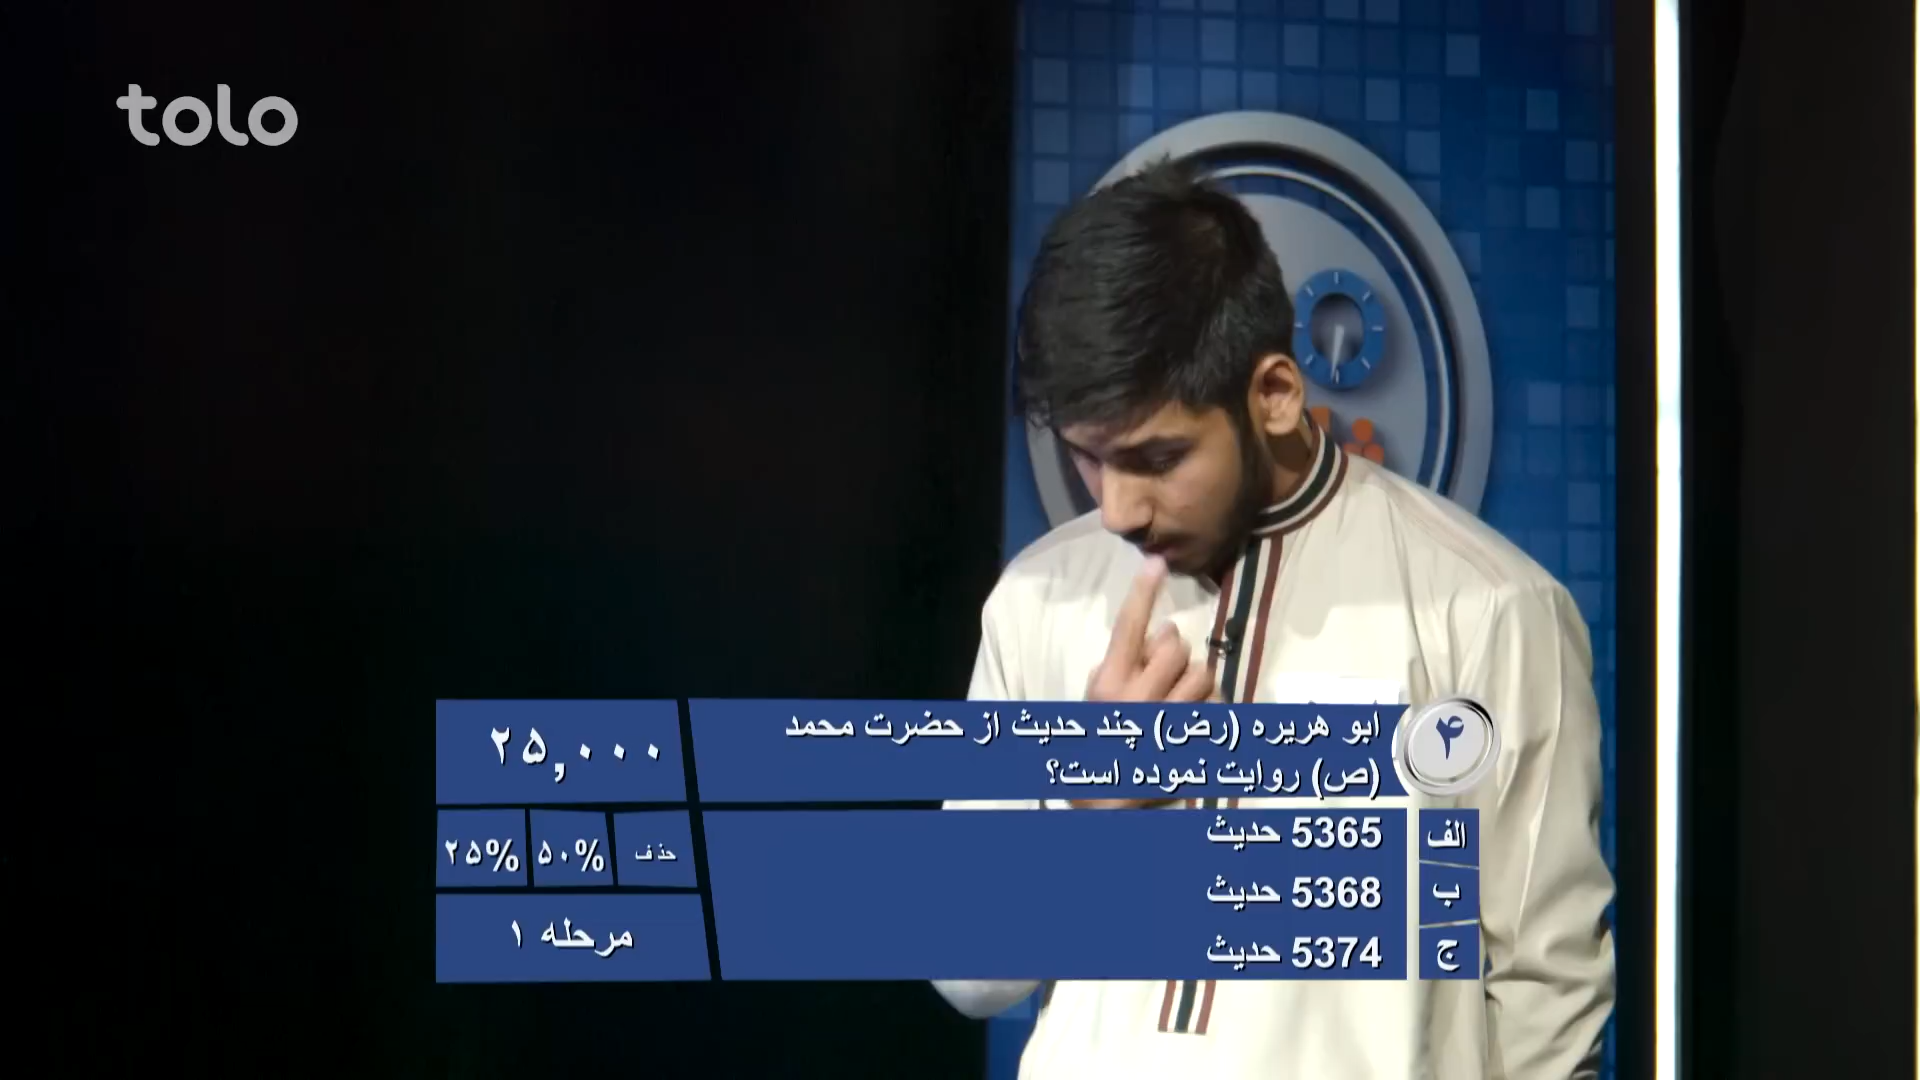 tolo
۴
ابو هریره (رض) چند حدیث از حضرت محمد
(ص) روایت نموده است؟
۲۵,۰۰۰
الف
5365 حدیث
ب
5368 حدیث
ج
5374 حدیث
حذف
۵۰%
۲۵%
مرحله ۱